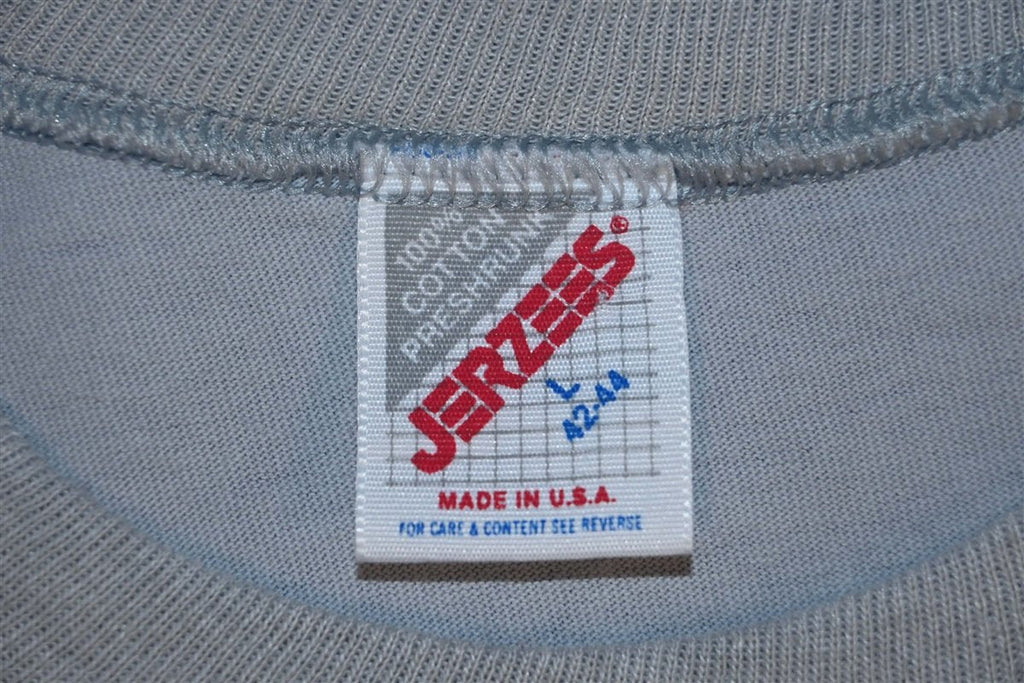 100%
COTTON
PRESHRUNK
JERZEES®
L
42-44
MADE IN U.S.A.
FOR CARE & CONTENT SEE REVERSE